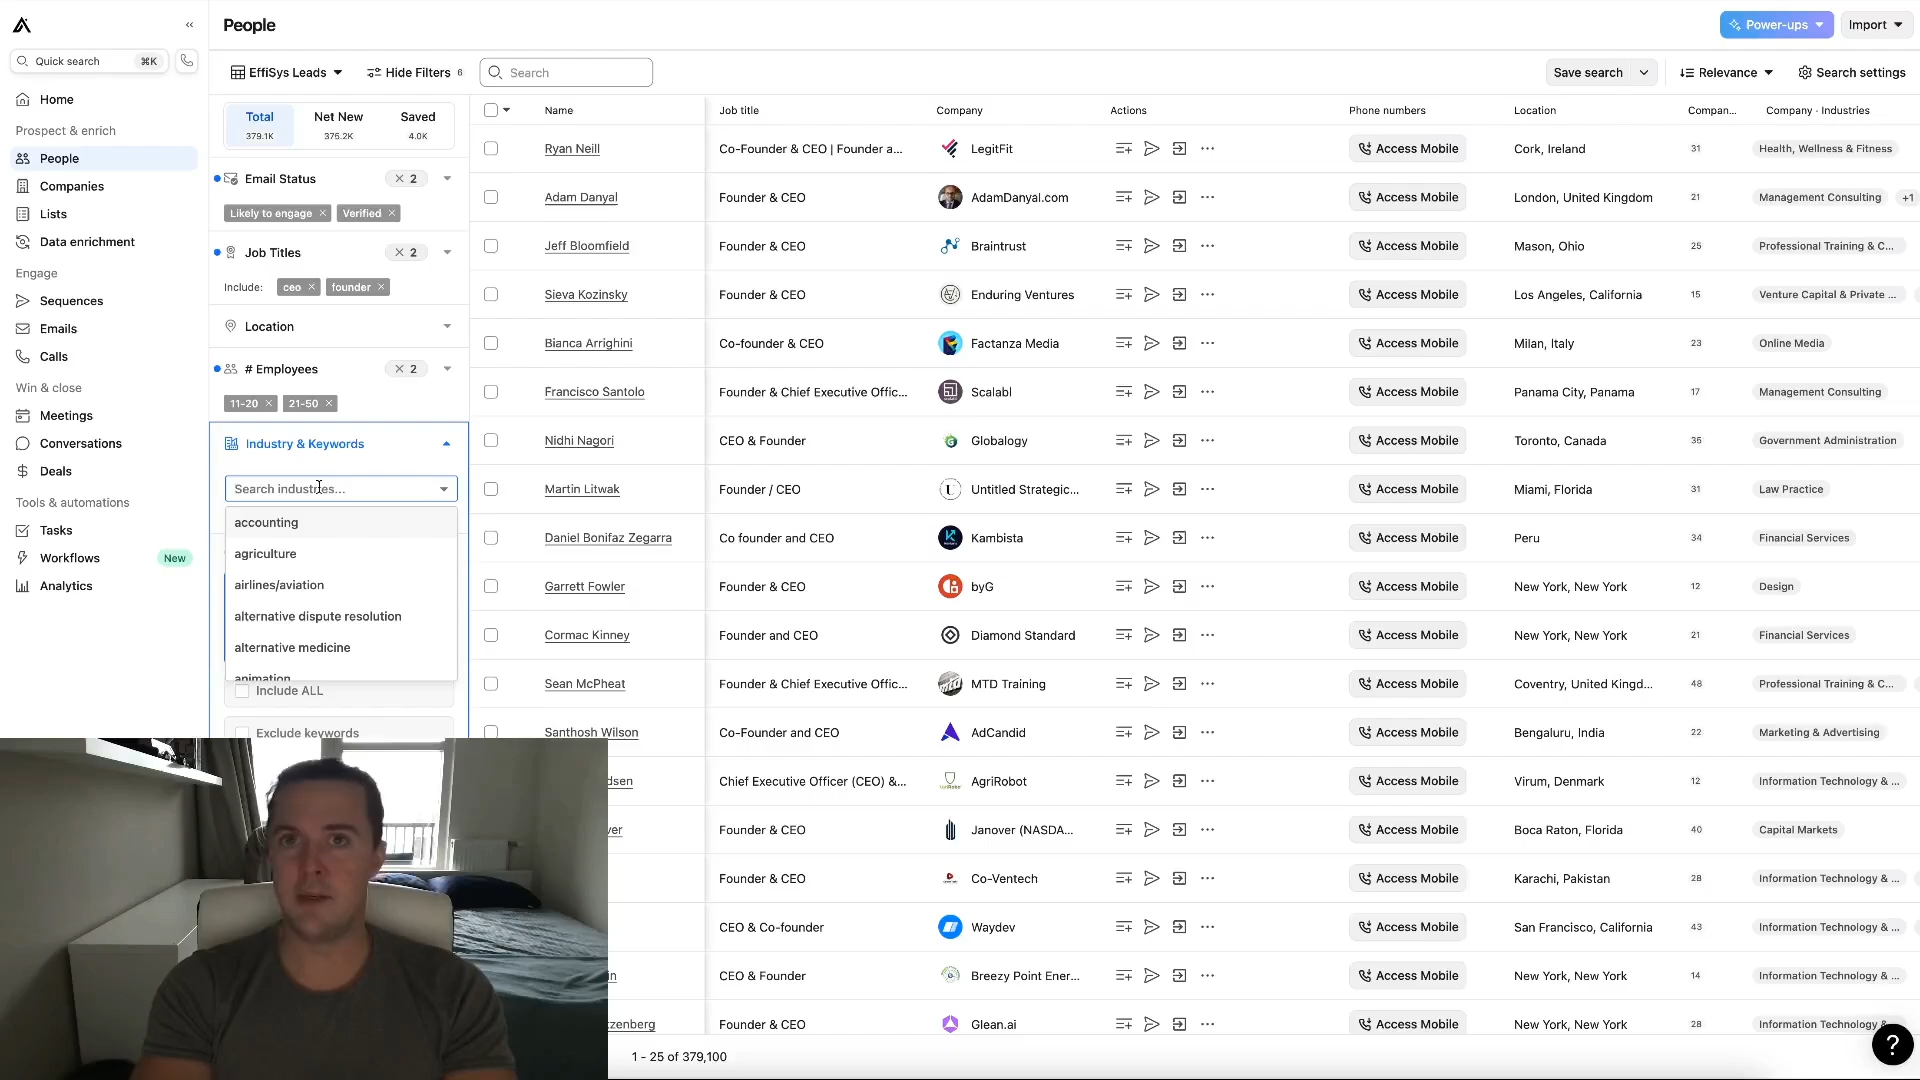 People
Power-ups
Import
Quick search
⌘K
EffiSys Leads
Hide Filters 6
Search
Save search
Relevance
Search settings
Home
Prospect & enrich
People
Companies
Lists
Data enrichment
Engage
Sequences
Emails
Calls
Win & close
Meetings
Conversations
Deals
Tools & automations
Tasks
Workflows New
Analytics
Total
379.1K
Net New
375.2K
Saved
4.0K
Email Status
2
Likely to engage
Verified
Job Titles
2
Include:
ceo
founder
Location
# Employees
2
11-20
21-50
Industry & Keywords
Search industries...
accounting
agriculture
airlines/aviation
alternative dispute resolution
alternative medicine
animation
Include ALL
Exclude keywords
Name Job title Company Actions Phone numbers Location Compan... Company · Industries
Ryan Neill Co-Founder & CEO | Founder a... LegitFit Access Mobile Cork, Ireland 31 Health, Wellness & Fitness
Adam Danyal Founder & CEO AdamDanyal.com Access Mobile London, United Kingdom 21 Management Consulting +1
Jeff Bloomfield Founder & CEO Braintrust Access Mobile Mason, Ohio 25 Professional Training & C...
Sieva Kozinsky Founder & CEO Enduring Ventures Access Mobile Los Angeles, California 15 Venture Capital & Private ...
Bianca Arrighini Co-founder & CEO Factanza Media Access Mobile Milan, Italy 23 Online Media
Francisco Santolo Founder & Chief Executive Offic... Scalabl Access Mobile Panama City, Panama 17 Management Consulting
Nidhi Nagori CEO & Founder Globalogy Access Mobile Toronto, Canada 35 Government Administration
Martin Litwak Founder / CEO Untitled Strategic... Access Mobile Miami, Florida 31 Law Practice
Daniel Bonifaz Zegarra Co founder and CEO Kambista Access Mobile Peru 34 Financial Services
Garrett Fowler Founder & CEO byG Access Mobile New York, New York 12 Design
Cormac Kinney Founder and CEO Diamond Standard Access Mobile New York, New York 21 Financial Services
Sean McPheat Founder & Chief Executive Offic... MTD Training Access Mobile Coventry, United Kingd... 48 Professional Training & C...
Santhosh Wilson Co-Founder and CEO AdCandid Access Mobile Bengaluru, India 22 Marketing & Advertising
dsen Chief Executive Officer (CEO) &... AgriRobot Access Mobile Virum, Denmark 12 Information Technology & ...
ver Founder & CEO Janover (NASDA... Access Mobile Boca Raton, Florida 40 Capital Markets
Founder & CEO Co-Ventech Access Mobile Karachi, Pakistan 28 Information Technology & ...
CEO & Co-founder Waydev Access Mobile San Francisco, California 43 Information Technology & ...
in CEO & Founder Breezy Point Ener... Access Mobile New York, New York 14 Information Technology & ...
zenberg Founder & CEO Glean.ai Access Mobile New York, New York 28 Information Technology
1 - 25 of 379,100
?